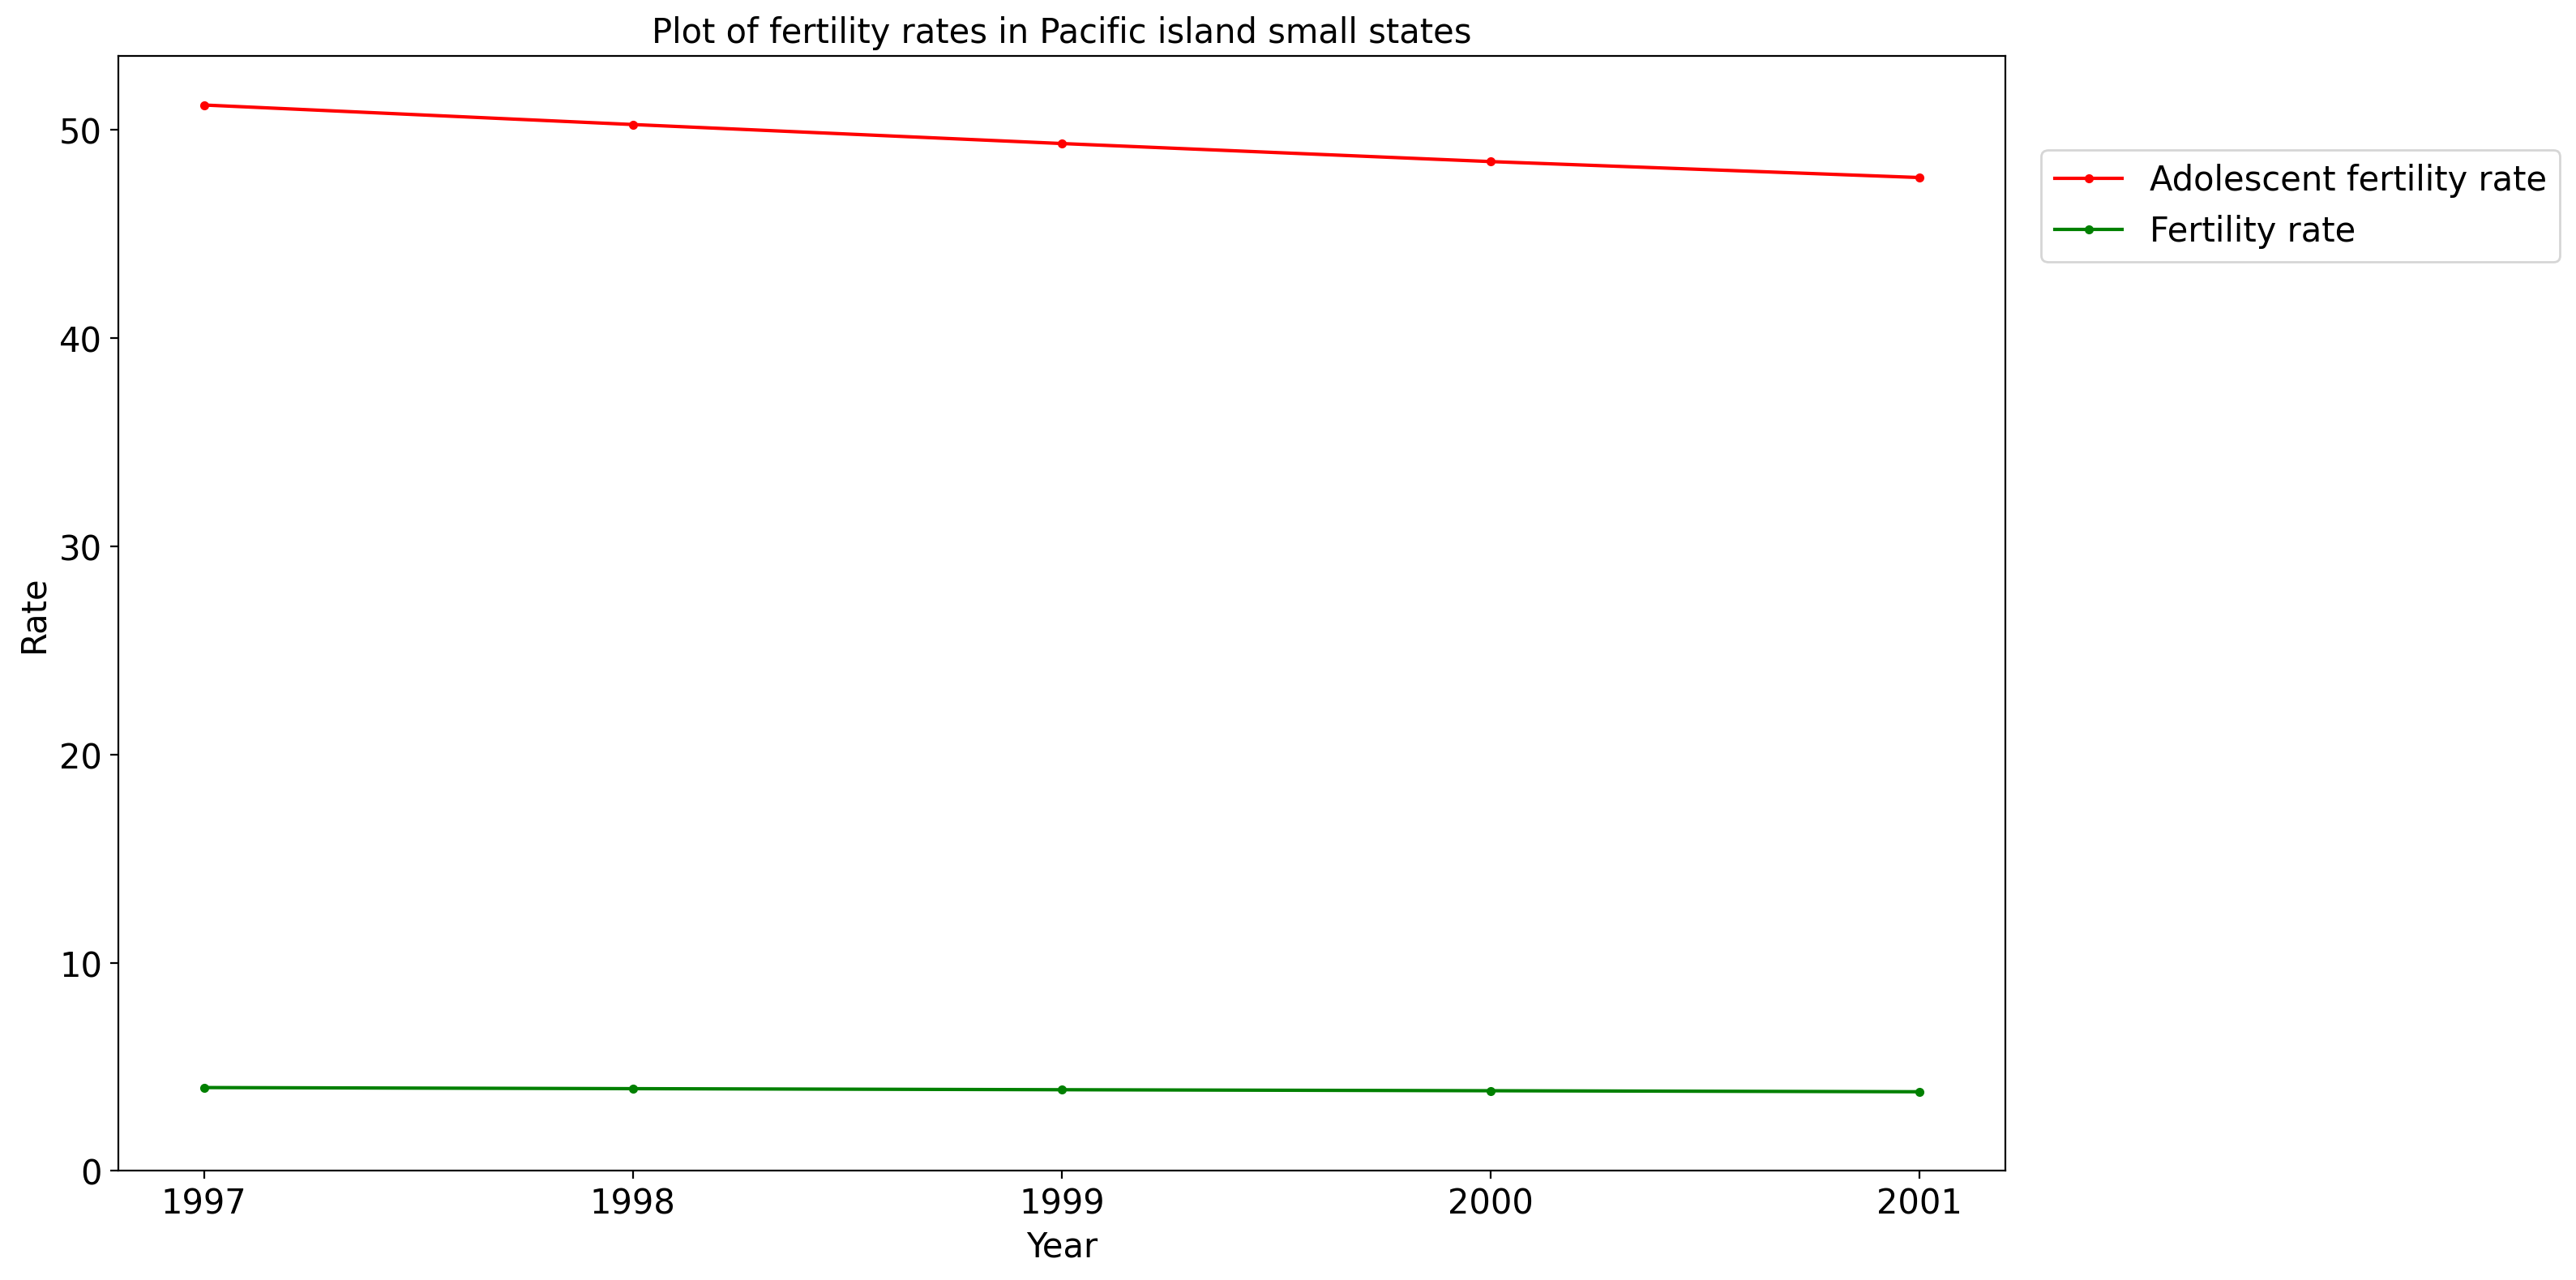 Plot of fertility rates in Pacific island small states
50
40
30
20
10
0
Rate
1997
1998
1999
2000
2001
Year
Adolescent fertility rate
Fertility rate